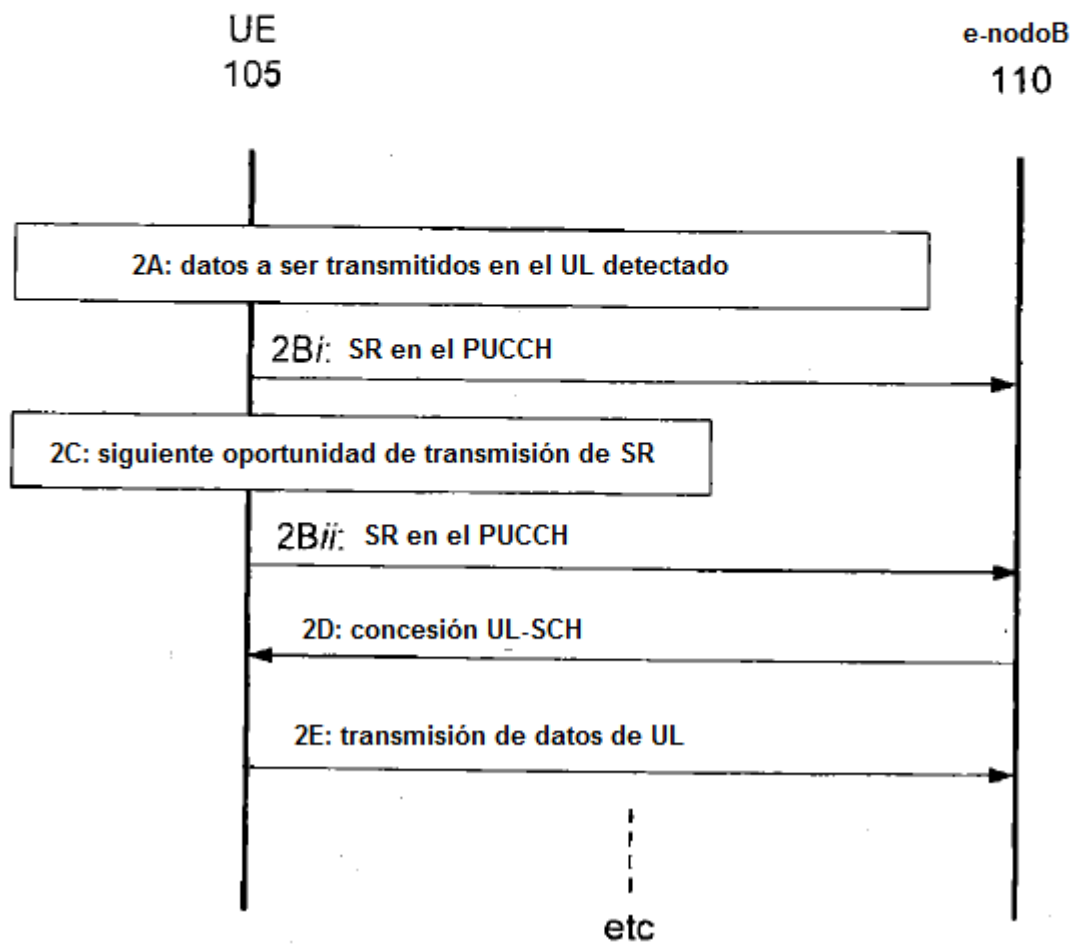 UE
105
e-nodoB
110
2A: datos a ser transmitidos en el UL detectado
2Bi: SR en el PUCCH
2C: siguiente oportunidad de transmisión de SR
2Bii: SR en el PUCCH
2D: concesión UL-SCH
2E: transmisión de datos de UL
etc